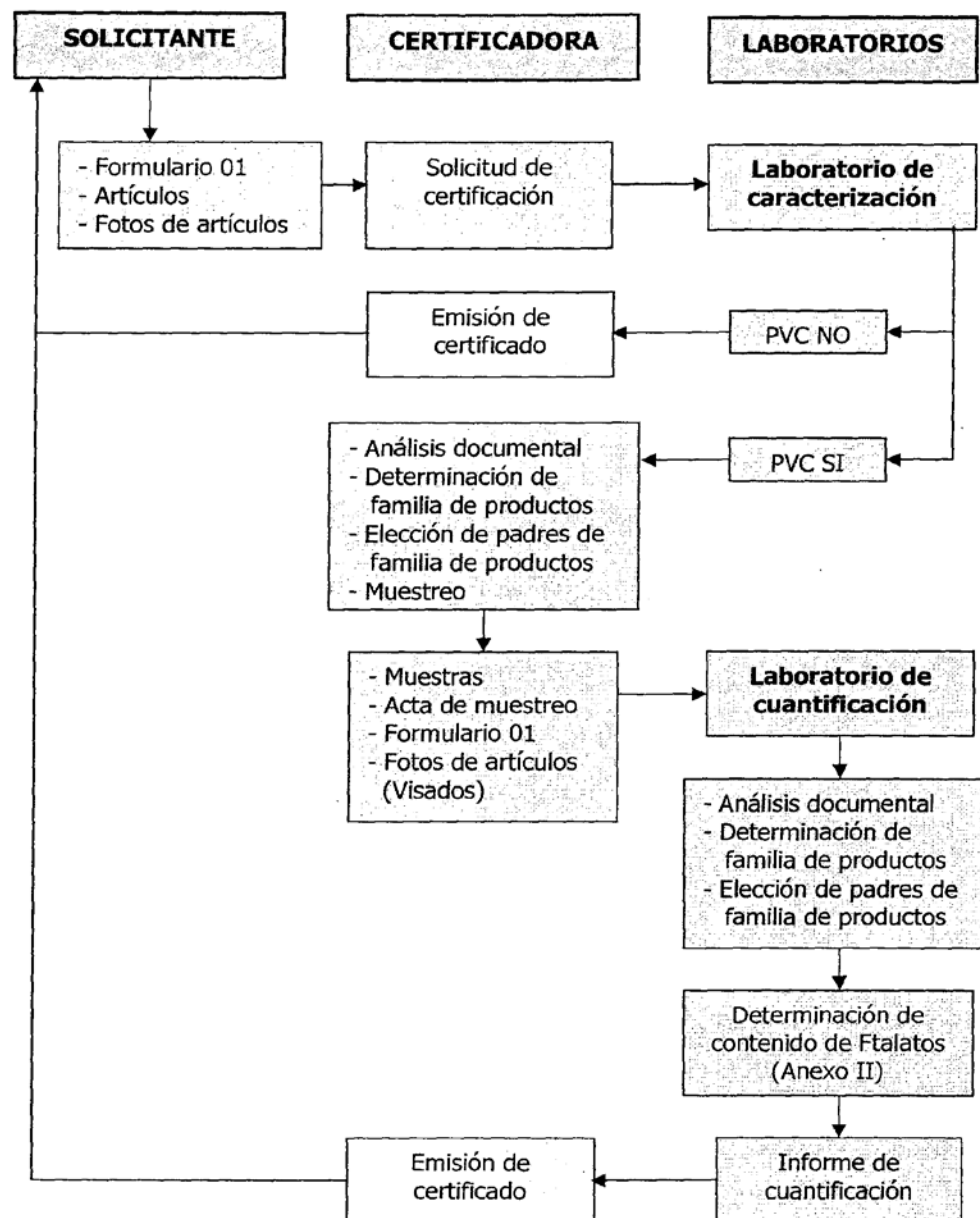 SOLICITANTE
CERTIFICADORA
LABORATORIOS
- Formulario 01
- Artículos
- Fotos de artículos
Solicitud de
certificación
Laboratorio de
caracterización
Emisión de
certificado
PVC NO
- Análisis documental
- Determinación de
familia de productos
- Elección de padres de
familia de productos
- Muestreo
PVC SI
- Muestras
- Acta de muestreo
- Formulario 01
- Fotos de artículos
(Visados)
Laboratorio de
cuantificación
- Análisis documental
- Determinación de
familia de productos
- Elección de padres de
familia de productos
Determinación de
contenido de Ftalatos
(Anexo II)
Emisión de
certificado
Informe de
cuantificación